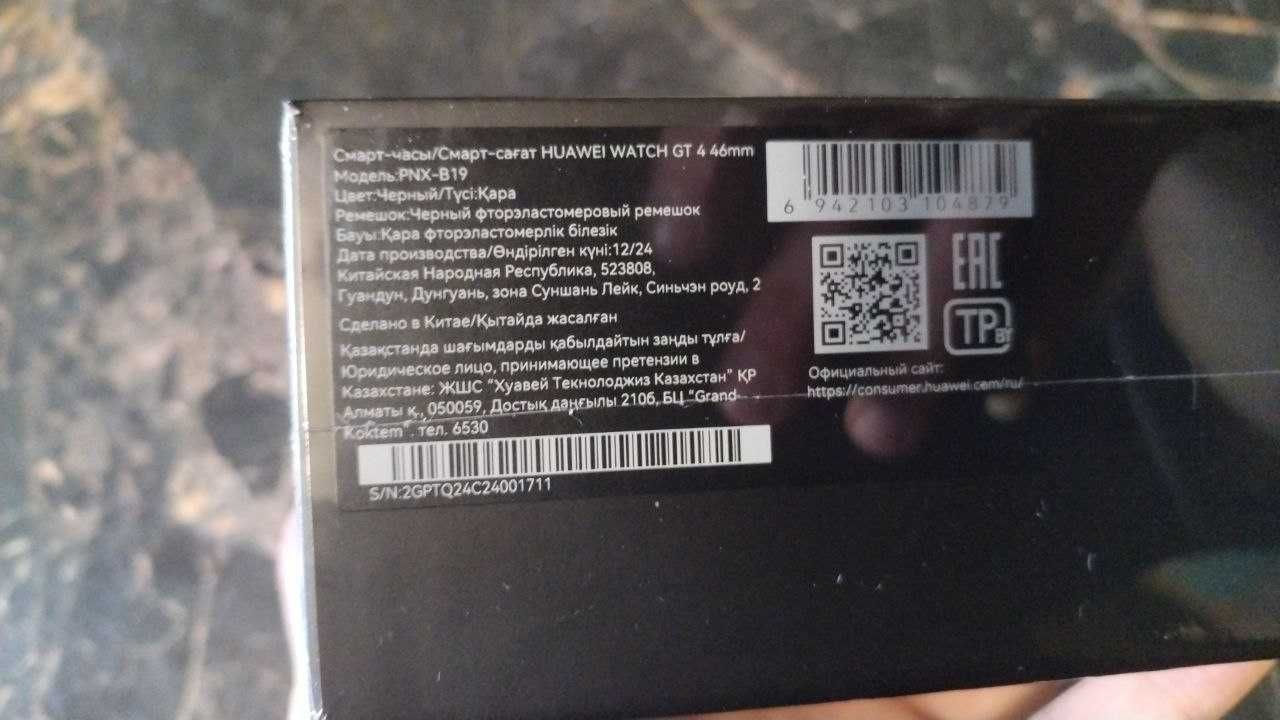 Смарт-часы/Смарт-сағат HUAWEI WATCH GT 4 46mm
Модель:PNX-B19
Цвет:Черный/Түсі:Қара
Ремешок:Черный фторэластомеровый ремешок
Бауы:Қара фторэластомерлік білезік
Дата производства/Өндірілген күні:12/24
Китайская Народная Республика, 523808,
Гуандун, Дунгуань, зона Суншань Лейк, Синьчэн роуд, 2
Сделано в Китае/Қытайда жасалған
Қазақстанда шағымдарды қабылдайтын заңды тұлға/
Юридическое лицо, принимающее претензии в
Казахстане: ЖШС "Хуавей Текнолоджиз Казахстан" ҚР
Алматы қ., 050059, Достық даңғылы 210б, БЦ "Grand
Koktem". тел. 6530
S/N:2GPTQ24C24001711
6 942103 104879
EAC
TP BY
Официальный сайт:
https://consumer.huawei.com/ru/